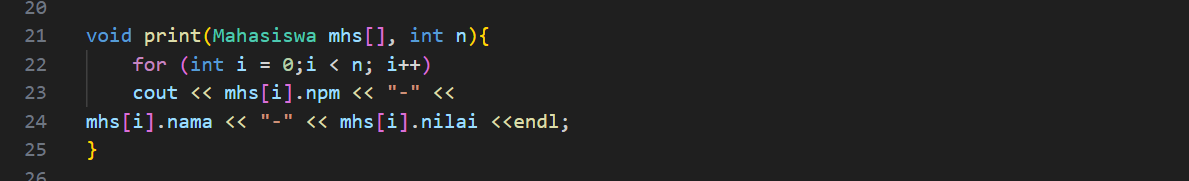 20
21 void print(Mahasiswa mhs[], int n){
22 for (int i = 0;i < n; i++)
23 cout << mhs[i].npm << "-" <<
24 mhs[i].nama << "-" << mhs[i].nilai <<endl;
25 }
26